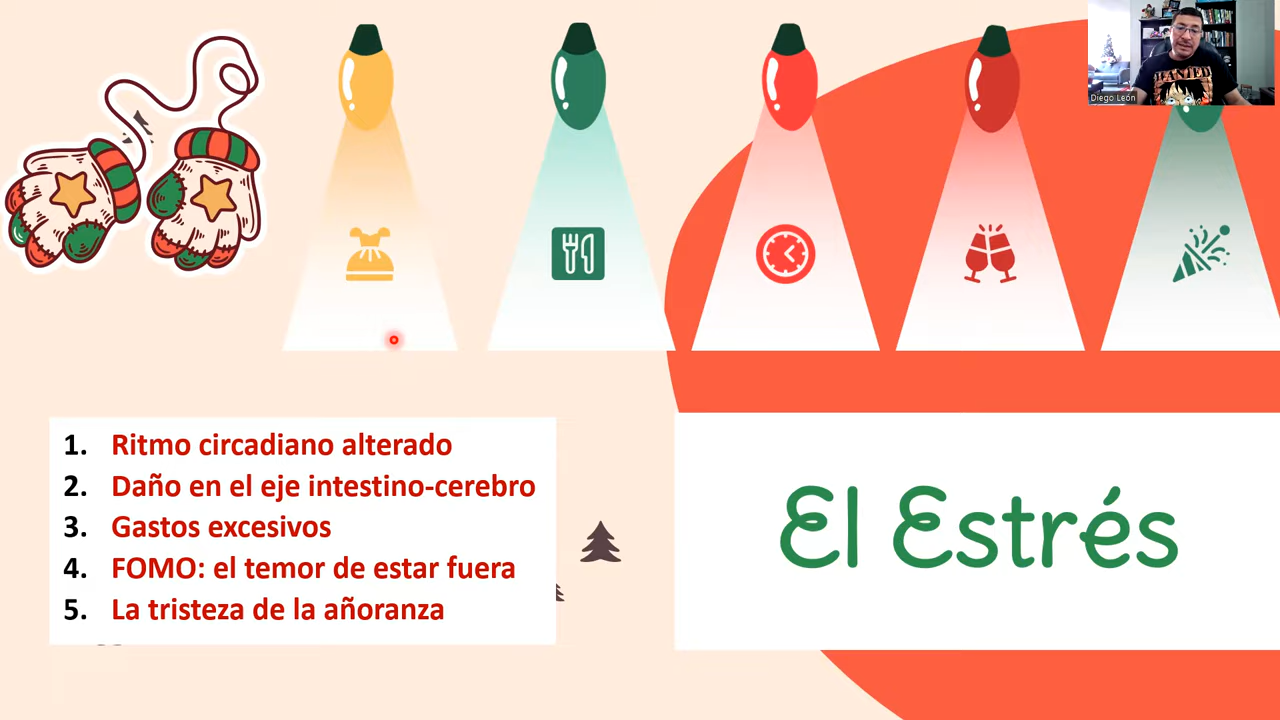 Diego León
1. Ritmo circadiano alterado
2. Daño en el eje intestino-cerebro
3. Gastos excesivos
4. FOMO: el temor de estar fuera
5. La tristeza de la añoranza
El Estrés